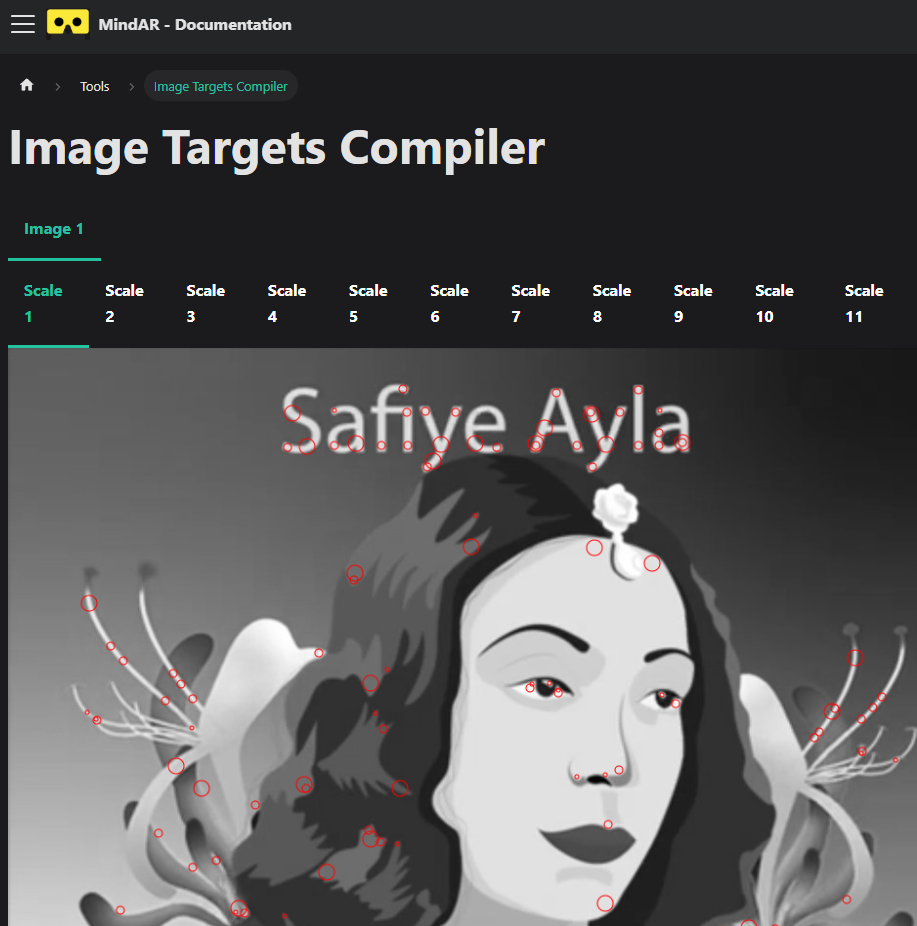 MindAR - Documentation
Tools
Image Targets Compiler
Image Targets Compiler
Image 1
Scale 1
Scale 2
Scale 3
Scale 4
Scale 5
Scale 6
Scale 7
Scale 8
Scale 9
Scale 10
Scale 11
Safiye Ayla